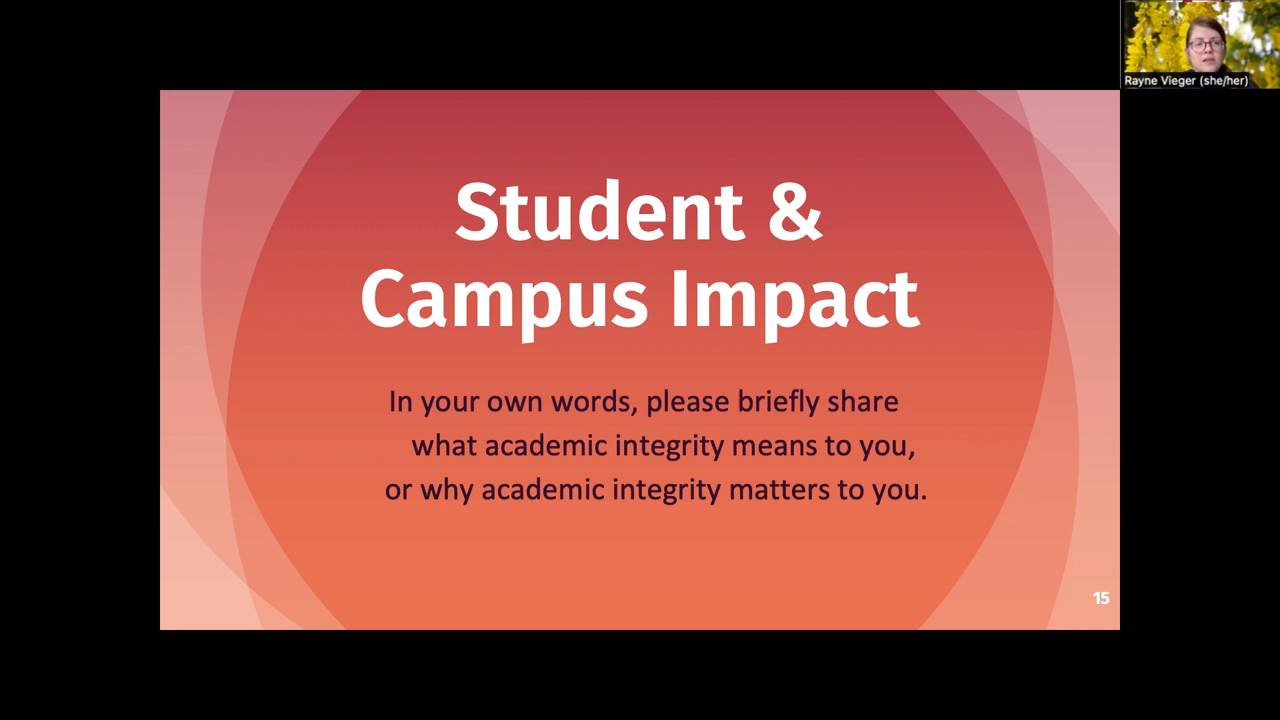 Rayne Vieger (she/her)
Student &
Campus Impact
In your own words, please briefly share
what academic integrity means to you,
or why academic integrity matters to you.
15